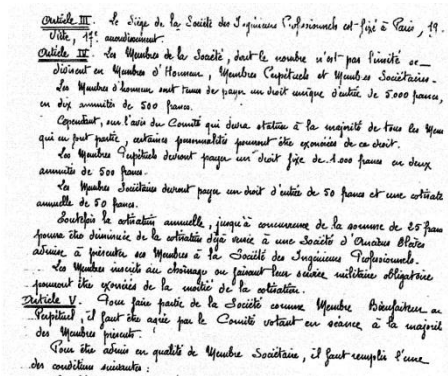 Article III. Le Siège de la Société des Ingénieurs Professionnels est fixé à Paris, 19,
Ville, 17e arrondissement.
Article IV. Les Membres de la Société, dont le nombre n'est pas limité se
divisent en Membres d'Honneur, Membres Perpétuels et Membres Sociétaires.
Les Membres d'honneur sont tenus de payer un droit unique d'entrée de 5.000 francs,
en dix annuités de 500 francs.
Cependant, sur l'avis du Comité qui devra statuer à la majorité de tous les Mem
qui en font partie, certaines personnalités pourront être exonérées de ce droit.
Les Membres Perpétuels devront payer un droit fixe de 1.000 francs en deux
annuités de 500 francs.
Les Membres Sociétaires devront payer un droit d'entrée de 50 francs et une cotisat
annuelle de 50 francs.
Toutefois la cotisation annuelle, jusqu'à concurrence de la somme de 25 fran
pourra être diminuée de la cotisation déjà versée à une Société d'Anciens Élèves
admise à présenter ses Membres à la Société des Ingénieurs Professionnels.
Les Membres inscrits au chômage ou faisant leur service militaire obligatoire
pourront être exonérés de la moitié de la cotisation.
Article V. Pour faire partie de la Société comme Membre Bienfaiteur ou
Perpétuel, il faut être agréé par le Comité votant en séance à la majorit
des Membres présents.
Pour être admis en qualité de Membre Sociétaire, il faut remplir l'une
des conditions suivantes :